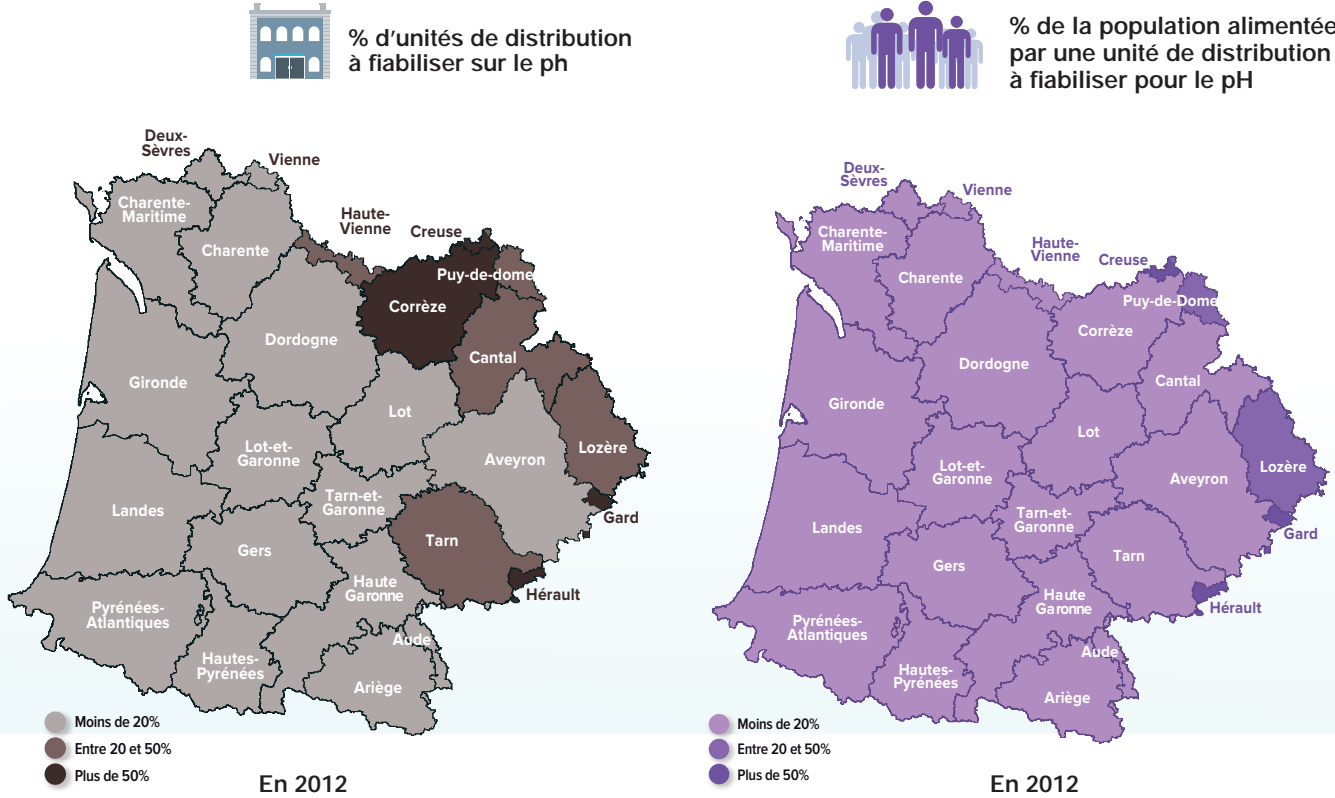 % d'unités de distribution
à fiabiliser sur le ph
Deux-
Sèvres
Vienne
Charente-
Maritime
Haute-
Vienne
Creuse
Charente
Puy-de-dome
Corrèze
Dordogne
Cantal
Gironde
Lot
Lot-et-
Garonne
Aveyron
Lozère
Tarn-et-
Garonne
Landes
Gard
Tarn
Gers
Haute
Garonne
Hérault
Pyrénées-
Atlantiques
Aude
Hautes-
Pyrénées
Ariège
Moins de 20%
Entre 20 et 50%
Plus de 50%
En 2012
% de la population alimentée
par une unité de distribution
à fiabiliser pour le pH
Deux-
Sèvres
Vienne
Charente-
Maritime
Haute-
Vienne
Creuse
Charente
Puy-de-Dome
Corrèze
Dordogne
Cantal
Gironde
Lot
Lot-et-
Garonne
Lozère
Aveyron
Tarn-et-
Garonne
Landes
Gard
Tarn
Gers
Haute
Garonne
Hérault
Pyrénées-
Atlantiques
Aude
Hautes-
Pyrénées
Ariège
Moins de 20%
Entre 20 et 50%
Plus de 50%
En 2012